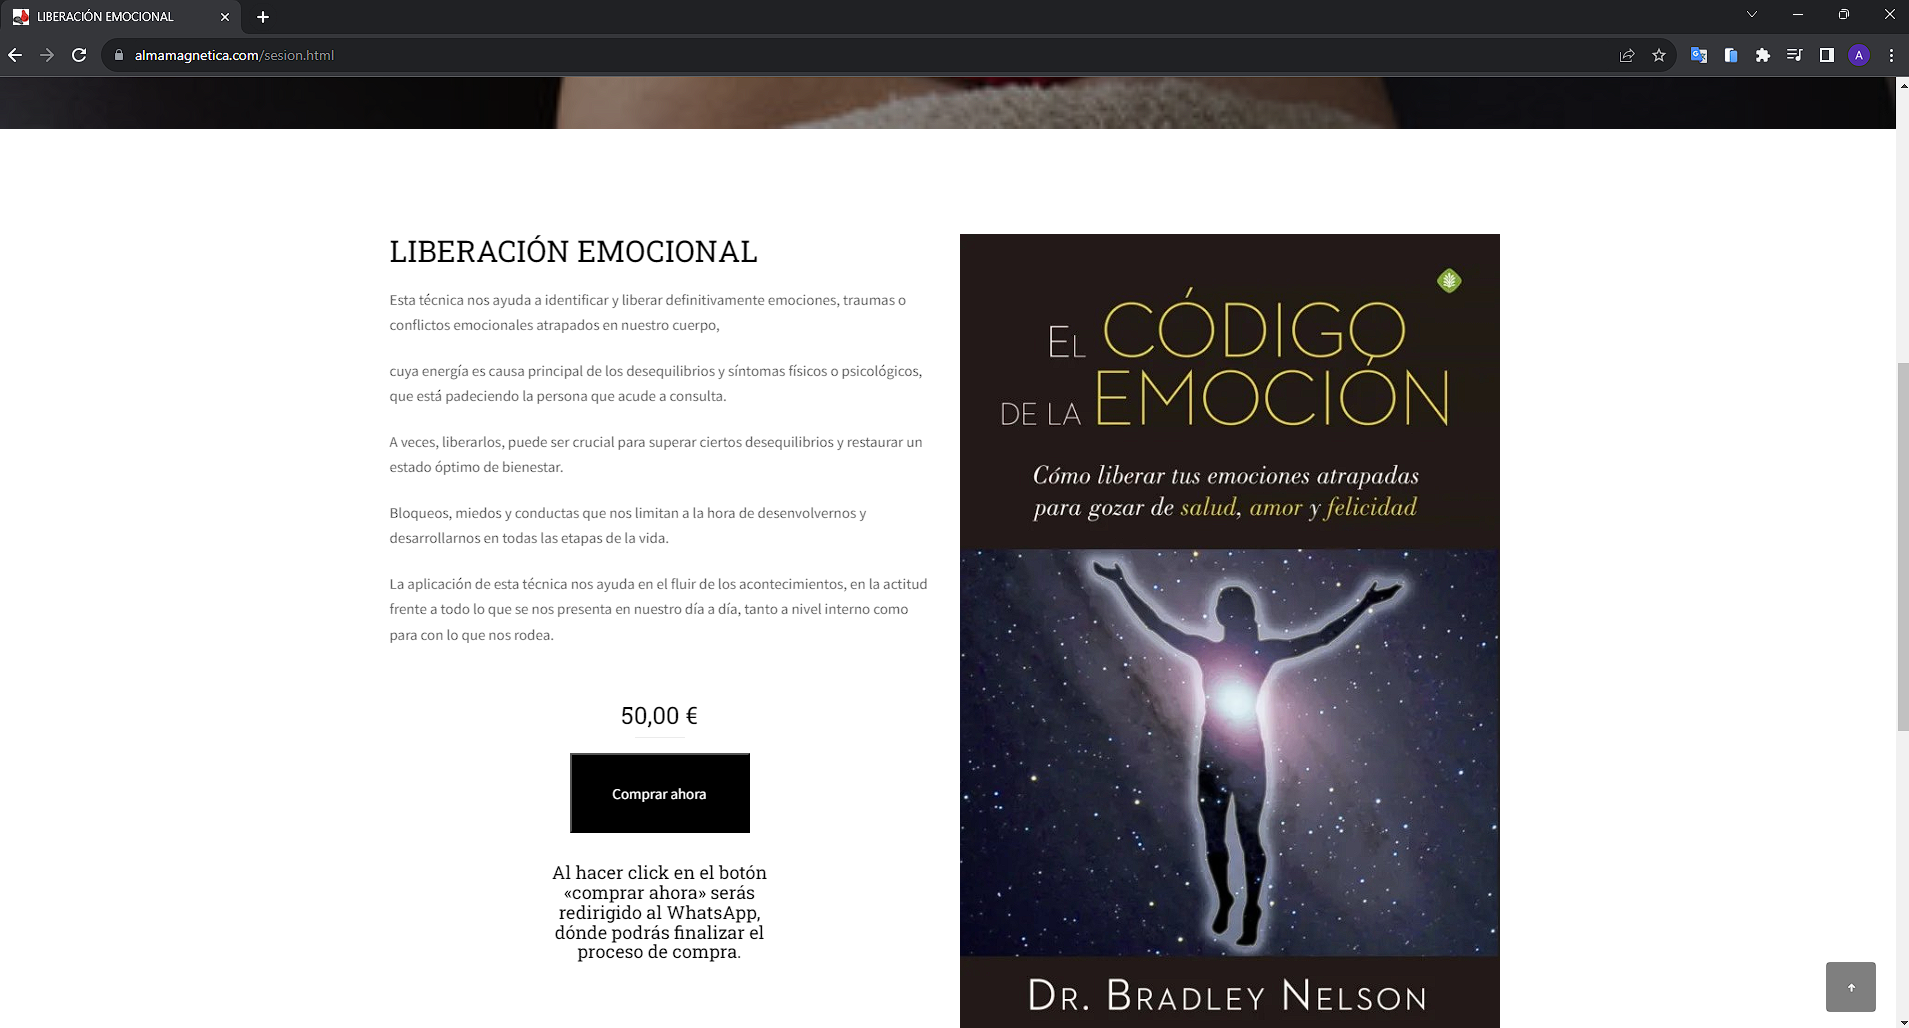 LIBERACIÓN EMOCIONAL
almamagnetica.com/sesion.html
A
LIBERACIÓN EMOCIONAL
Esta técnica nos ayuda a identificar y liberar definitivamente emociones, traumas o
conflictos emocionales atrapados en nuestro cuerpo,
cuya energía es causa principal de los desequilibrios y síntomas físicos o psicológicos,
que está padeciendo la persona que acude a consulta.
A veces, liberarlos, puede ser crucial para superar ciertos desequilibrios y restaurar un
estado óptimo de bienestar.
Bloqueos, miedos y conductas que nos limitan a la hora de desenvolvernos y
desarrollarnos en todas las etapas de la vida.
La aplicación de esta técnica nos ayuda en el fluir de los acontecimientos, en la actitud
frente a todo lo que se nos presenta en nuestro día a día, tanto a nivel interno como
para con lo que nos rodea.
50,00 €
Comprar ahora
Al hacer click en el botón
«comprar ahora» serás
redirigido al WhatsApp,
dónde podrás finalizar el
proceso de compra.
EL CÓDIGO
DE LA EMOCIÓN
Cómo liberar tus emociones atrapadas
para gozar de salud, amor y felicidad
DR. BRADLEY NELSON